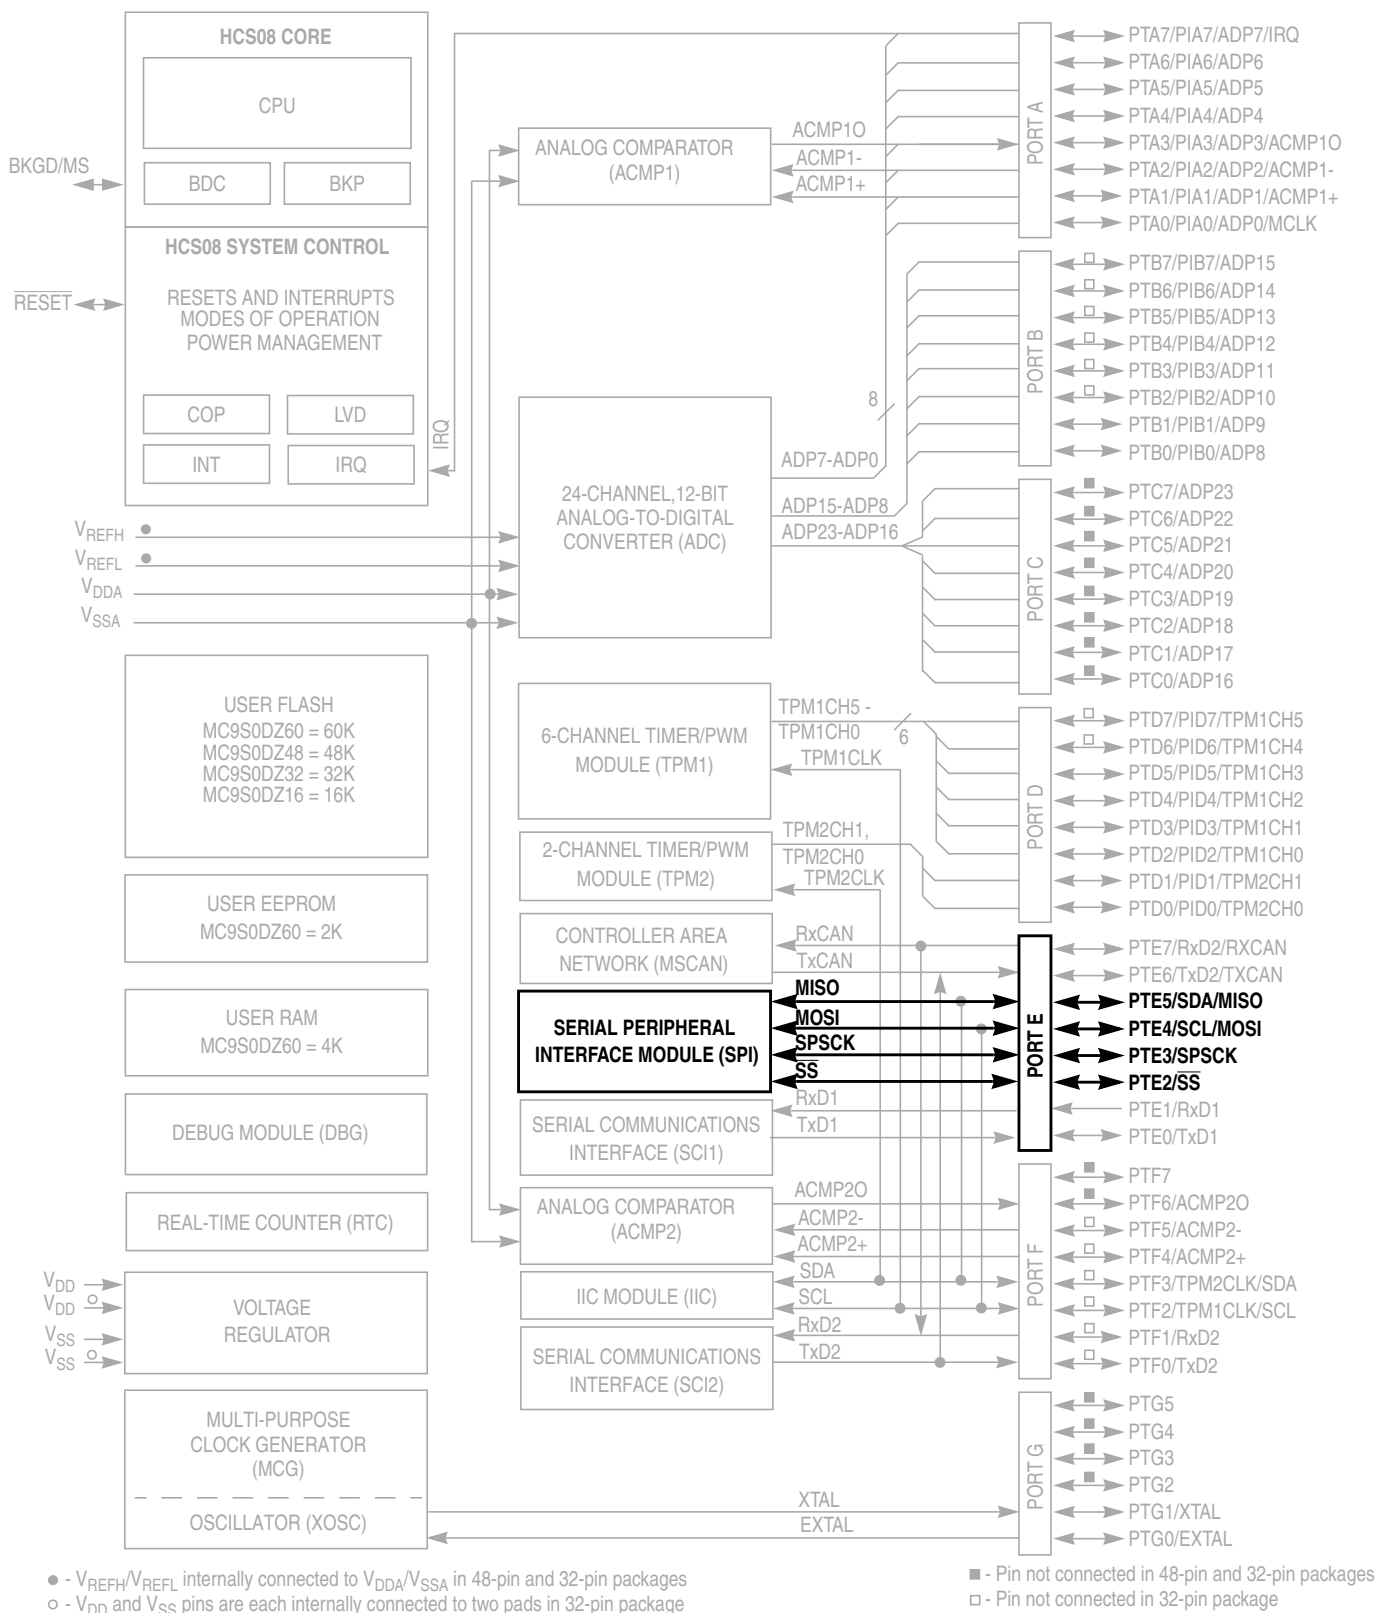 HCS08 CORE
CPU
BDC
BKP
BKGD/MS
HCS08 SYSTEM CONTROL
RESETS AND INTERRUPTS
MODES OF OPERATION
POWER MANAGEMENT
COP
LVD
INT
IRQ
RESET
IRQ
VREFH
VREFL
VDDA
VSSA
USER FLASH
MC9S0DZ60 = 60K
MC9S0DZ48 = 48K
MC9S0DZ32 = 32K
MC9S0DZ16 = 16K
USER EEPROM
MC9S0DZ60 = 2K
USER RAM
MC9S0DZ60 = 4K
DEBUG MODULE (DBG)
REAL-TIME COUNTER (RTC)
VDD
VDD
VSS
VSS
VOLTAGE
REGULATOR
MULTI-PURPOSE
CLOCK GENERATOR
(MCG)
OSCILLATOR (XOSC)
ANALOG COMPARATOR
(ACMP1)
ACMP1O
ACMP1-
ACMP1+
24-CHANNEL,12-BIT
ANALOG-TO-DIGITAL
CONVERTER (ADC)
8
ADP7-ADP0
ADP15-ADP8
ADP23-ADP16
6-CHANNEL TIMER/PWM
MODULE (TPM1)
TPM1CH5 -
TPM1CH0
6
TPM1CLK
2-CHANNEL TIMER/PWM
MODULE (TPM2)
TPM2CH1,
TPM2CH0
TPM2CLK
CONTROLLER AREA
NETWORK (MSCAN)
RxCAN
TxCAN
SERIAL PERIPHERAL
INTERFACE MODULE (SPI)
MISO
MOSI
SPSCK
SS
SERIAL COMMUNICATIONS
INTERFACE (SCI1)
RxD1
TxD1
ANALOG COMPARATOR
(ACMP2)
ACMP2O
ACMP2-
ACMP2+
IIC MODULE (IIC)
SDA
SCL
SERIAL COMMUNICATIONS
INTERFACE (SCI2)
RxD2
TxD2
XTAL
EXTAL
PORT A
PTA7/PIA7/ADP7/IRQ
PTA6/PIA6/ADP6
PTA5/PIA5/ADP5
PTA4/PIA4/ADP4
PTA3/PIA3/ADP3/ACMP1O
PTA2/PIA2/ADP2/ACMP1-
PTA1/PIA1/ADP1/ACMP1+
PTA0/PIA0/ADP0/MCLK
PORT B
PTB7/PIB7/ADP15
PTB6/PIB6/ADP14
PTB5/PIB5/ADP13
PTB4/PIB4/ADP12
PTB3/PIB3/ADP11
PTB2/PIB2/ADP10
PTB1/PIB1/ADP9
PTB0/PIB0/ADP8
PORT C
PTC7/ADP23
PTC6/ADP22
PTC5/ADP21
PTC4/ADP20
PTC3/ADP19
PTC2/ADP18
PTC1/ADP17
PTC0/ADP16
PORT D
PTD7/PID7/TPM1CH5
PTD6/PID6/TPM1CH4
PTD5/PID5/TPM1CH3
PTD4/PID4/TPM1CH2
PTD3/PID3/TPM1CH1
PTD2/PID2/TPM1CH0
PTD1/PID1/TPM2CH1
PTD0/PID0/TPM2CH0
PORT E
PTE7/RxD2/RXCAN
PTE6/TxD2/TXCAN
PTE5/SDA/MISO
PTE4/SCL/MOSI
PTE3/SPSCK
PTE2/SS
PTE1/RxD1
PTE0/TxD1
PORT F
PTF7
PTF6/ACMP2O
PTF5/ACMP2-
PTF4/ACMP2+
PTF3/TPM2CLK/SDA
PTF2/TPM1CLK/SCL
PTF1/RxD2
PTF0/TxD2
PORT G
PTG5
PTG4
PTG3
PTG2
PTG1/XTAL
PTG0/EXTAL
● - VREFH/VREFL internally connected to VDDA/VSSA in 48-pin and 32-pin packages
○ - VDD and VSS pins are each internally connected to two pads in 32-pin package
■ - Pin not connected in 48-pin and 32-pin packages
□ - Pin not connected in 32-pin package